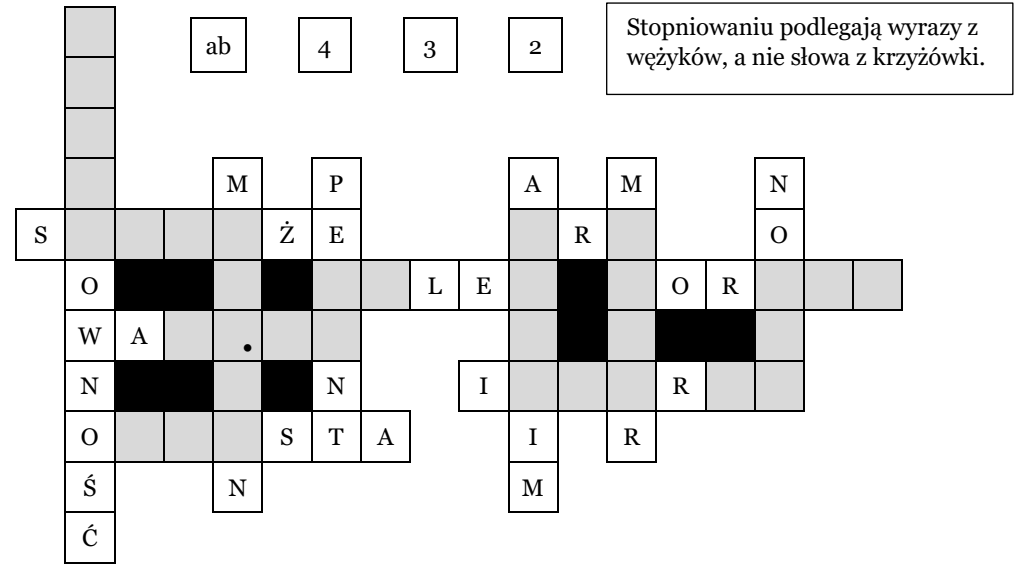 ab 4 3 2
Stopniowaniu podlegają wyrazy z
wężyków, a nie słowa z krzyżówki.
M P A M N
S Ż E R O
O L E O R
W A .
N N I R
O S T A I R
Ś N M
Ć